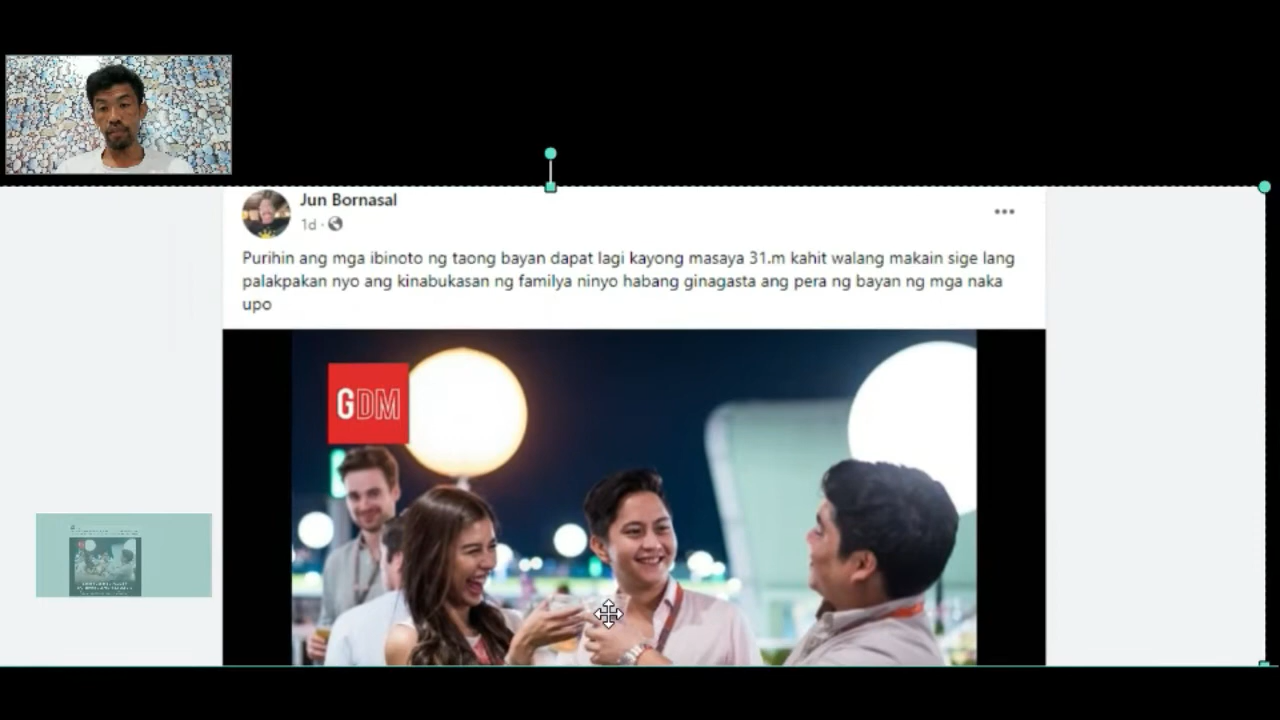 Jun Bornasal
1d ·
Purihin ang mga ibinoto ng taong bayan dapat lagi kayong masaya 31.m kahit walang makain sige lang
palakpakan nyo ang kinabukasan ng familya ninyo habang ginagasta ang pera ng bayan ng mga naka
upo
GDM